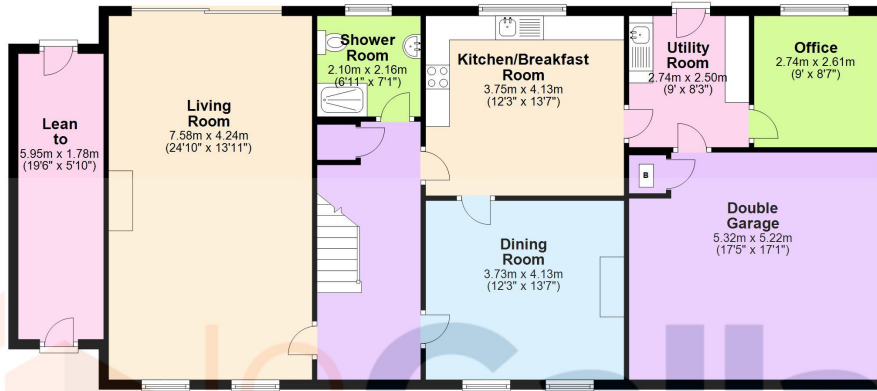 Shower
Room
2.10m x 2.16m
(6'11" x 7'1")
Kitchen/Breakfast
Room
3.75m x 4.13m
(12'3" x 13'7")
Utility
Room
2.74m x 2.50m
(9' x 8'3")
Office
2.74m x 2.61m
(9' x 8'7")
Living
Room
7.58m x 4.24m
(24'10" x 13'11")
Lean
to
5.95m x 1.78m
(19'6" x 5'10")
B
Double
Garage
5.32m x 5.22m
(17'5" x 17'1")
Dining
Room
3.73m x 4.13m
(12'3" x 13'7")